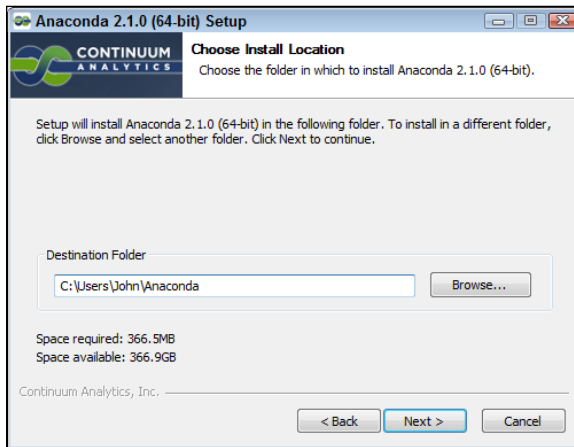 Anaconda 2.1.0 (64-bit) Setup
CONTINUUM
ANALYTICS
Choose Install Location
Choose the folder in which to install Anaconda 2.1.0 (64-bit).
Setup will install Anaconda 2.1.0 (64-bit) in the following folder. To install in a different folder,
click Browse and select another folder. Click Next to continue.
Destination Folder
C:\Users\John\Anaconda
Browse...
Space required: 366.5MB
Space available: 366.9GB
Continuum Analytics, Inc.
< Back Next > Cancel